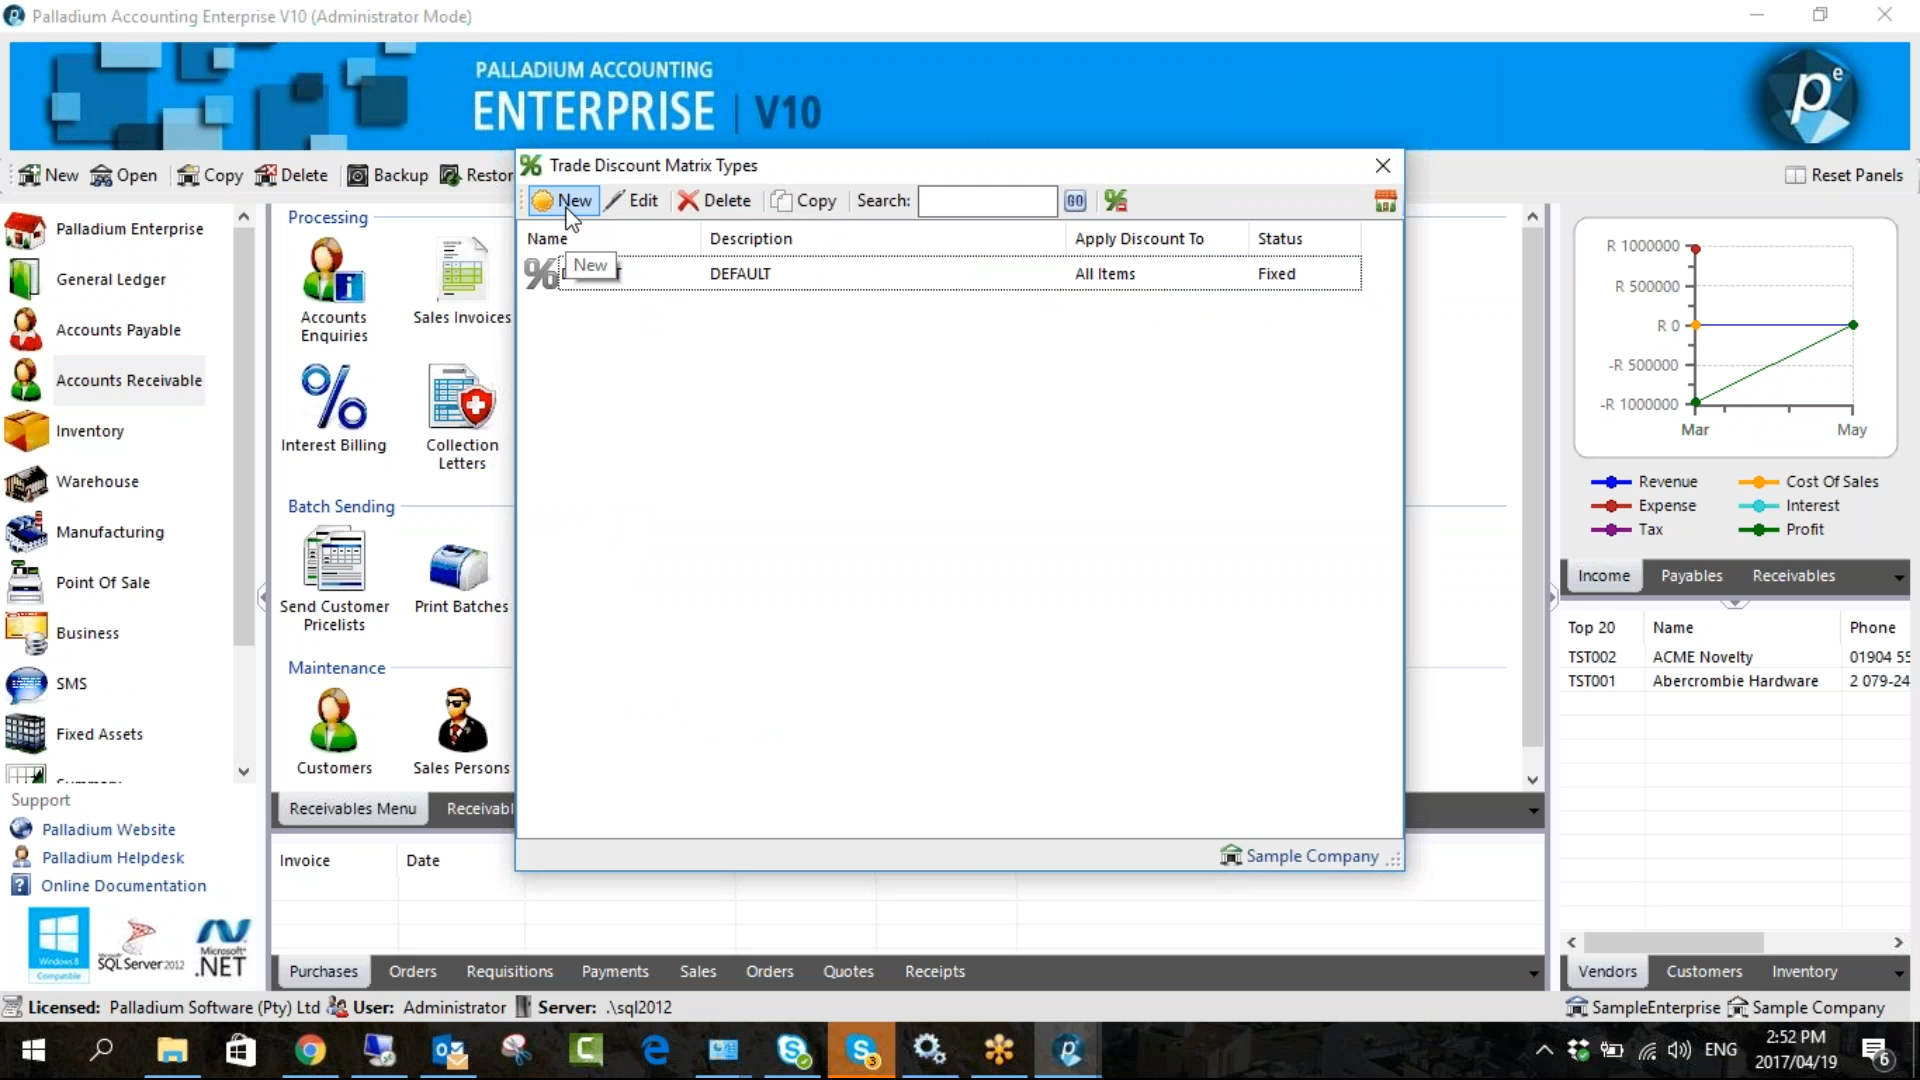 Palladium Accounting Enterprise V10 (Administrator Mode)
PALLADIUM ACCOUNTING
ENTERPRISE | V10
pe
New Open Copy Delete Backup Restor
Reset Panels
Palladium Enterprise
General Ledger
Accounts Payable
Accounts Receivable
Inventory
Warehouse
Manufacturing
Point Of Sale
Business
SMS
Fixed Assets
Support
Palladium Website
Palladium Helpdesk
Online Documentation
Windows 8
Compatible
SQL Server 2012
Microsoft
.NET
Processing
Accounts
Enquiries
Sales Invoices
Interest Billing
Collection
Letters
Batch Sending
Send Customer
Pricelists
Print Batches
Maintenance
Customers
Sales Persons
Receivables Menu
Receivabl
Trade Discount Matrix Types
New Edit Delete Copy Search: GO
Name Description Apply Discount To Status
DEFAULT All Items Fixed
New
Sample Company
Invoice Date
Purchases Orders Requisitions Payments Sales Orders Quotes Receipts
R 1000000
R 500000
R 0
-R 500000
-R 1000000
Mar May
Revenue Cost Of Sales
Expense Interest
Tax Profit
Income Payables Receivables
Top 20 Name Phone
TST002 ACME Novelty 01904 55
TST001 Abercrombie Hardware 2 079-24
Vendors Customers Inventory
Licensed: Palladium Software (Pty) Ltd User: Administrator Server: .\sql2012
SampleEnterprise Sample Company
3
ENG
2:52 PM
2017/04/19
6